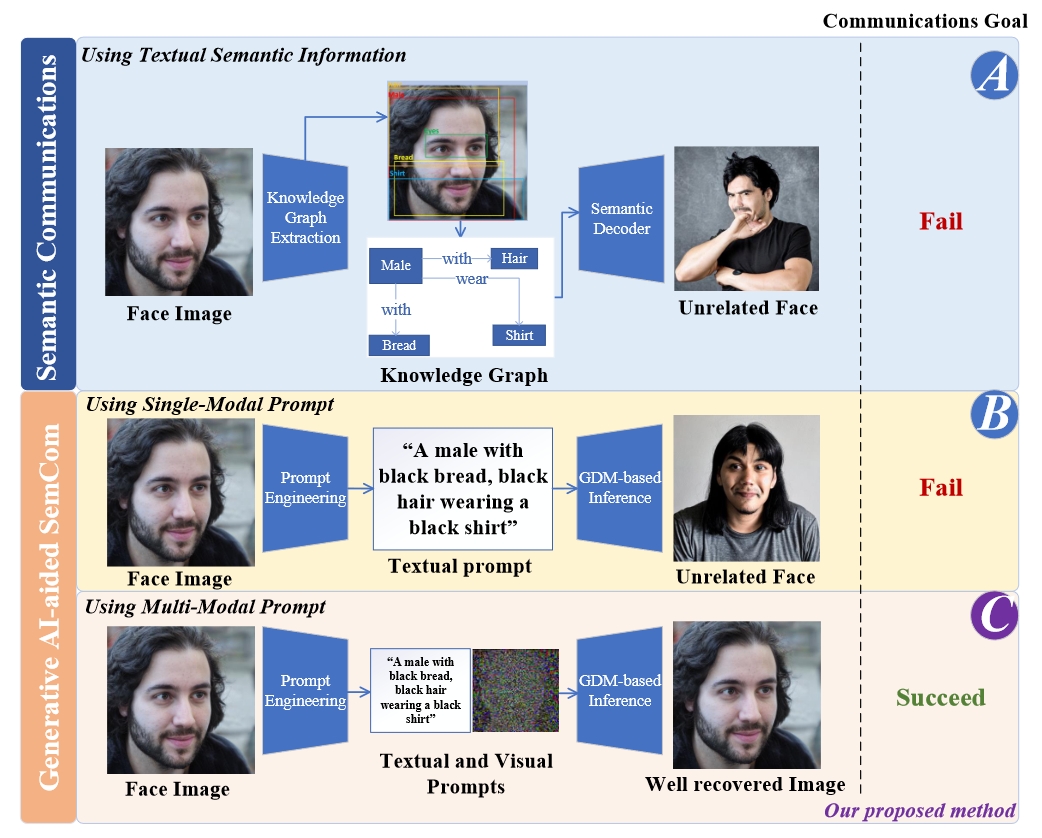 Communications Goal
Semantic Communications
Using Textual Semantic Information
A
Face Image
Knowledge
Graph
Extraction
Bread
Shirt
Male
with
Hair
wear
with
Shirt
Bread
Knowledge Graph
Semantic
Decoder
Unrelated Face
Fail
Generative AI-aided SemCom
Using Single-Modal Prompt
B
Face Image
Prompt
Engineering
“A male with
black bread, black
hair wearing a
black shirt”
Textual prompt
GDM-based
Inference
Unrelated Face
Fail
Using Multi-Modal Prompt
C
Face Image
Prompt
Engineering
“A male with
black bread,
black hair
wearing a black
shirt”
Textual and Visual
Prompts
GDM-based
Inference
Well recovered Image
Succeed
Our proposed method